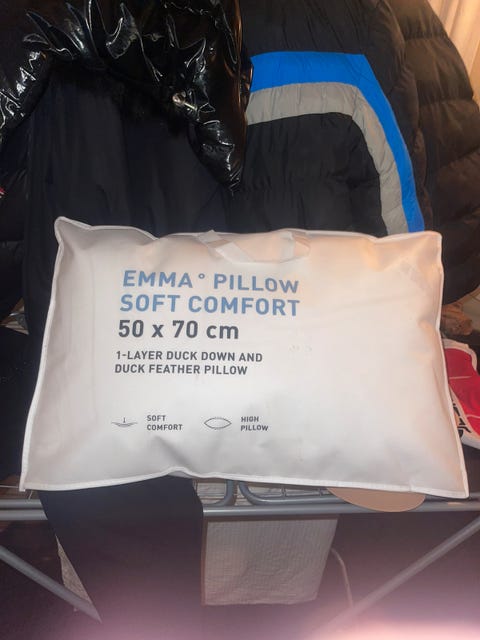 EMMA° PILLOW
SOFT COMFORT
50 x 70 cm
1-LAYER DUCK DOWN AND
DUCK FEATHER PILLOW
SOFT
COMFORT
HIGH
PILLOW